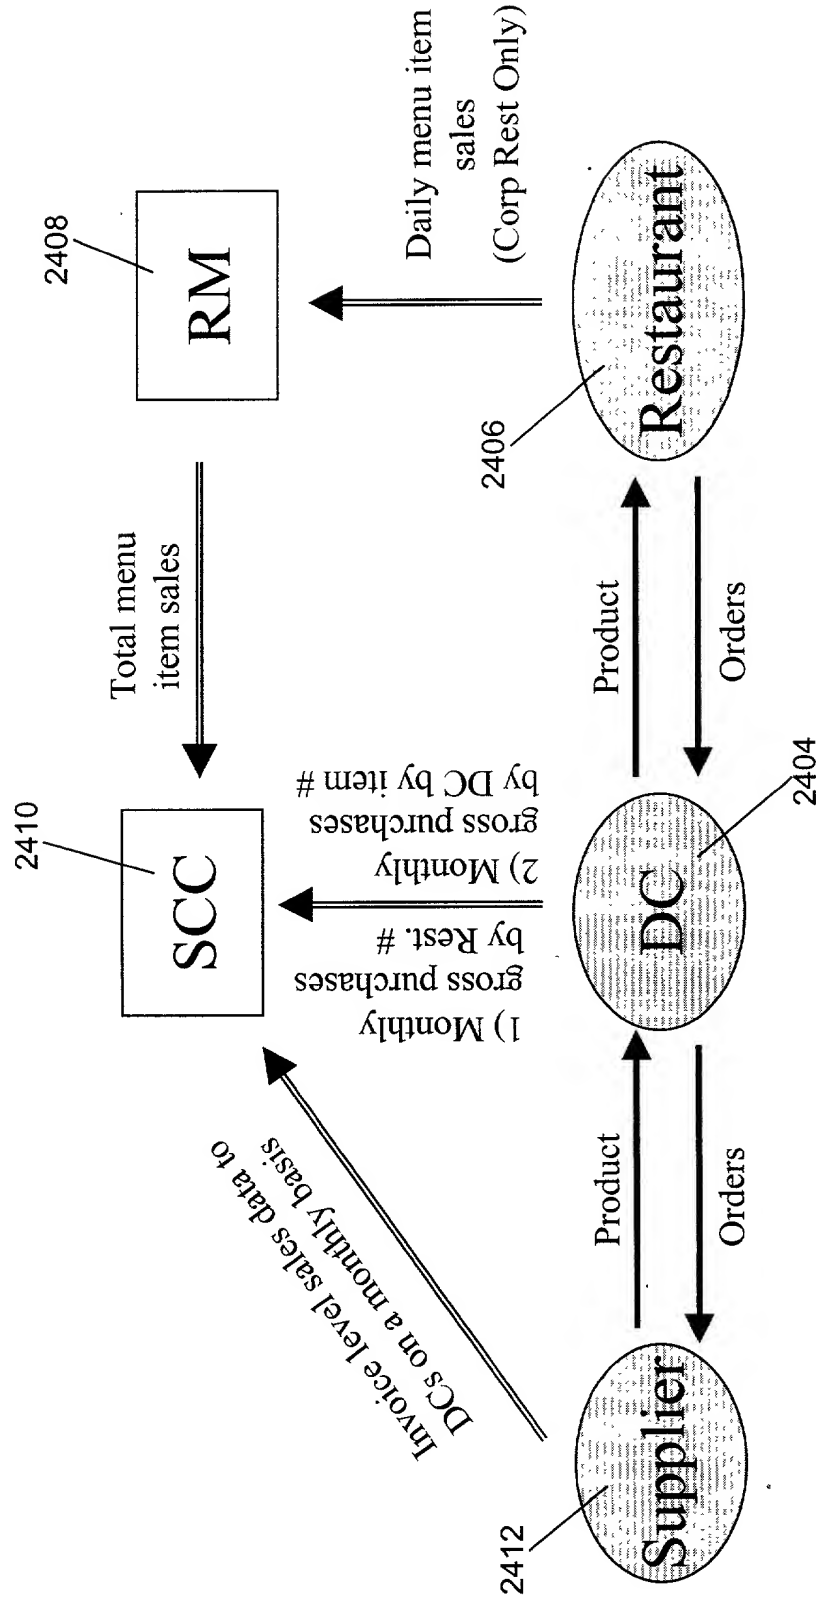 2410
SCC
Total menu
item sales
2408
RM
Invoice level sales data to
DCs on a monthly basis
1) Monthly
gross purchases
by Rest. #
2) Monthly
gross purchases
by DC by item #
Daily menu item
sales
(Corp Rest Only)
2412
Supplier
Product
Orders
DC
2404
Product
Orders
2406
Restaurant